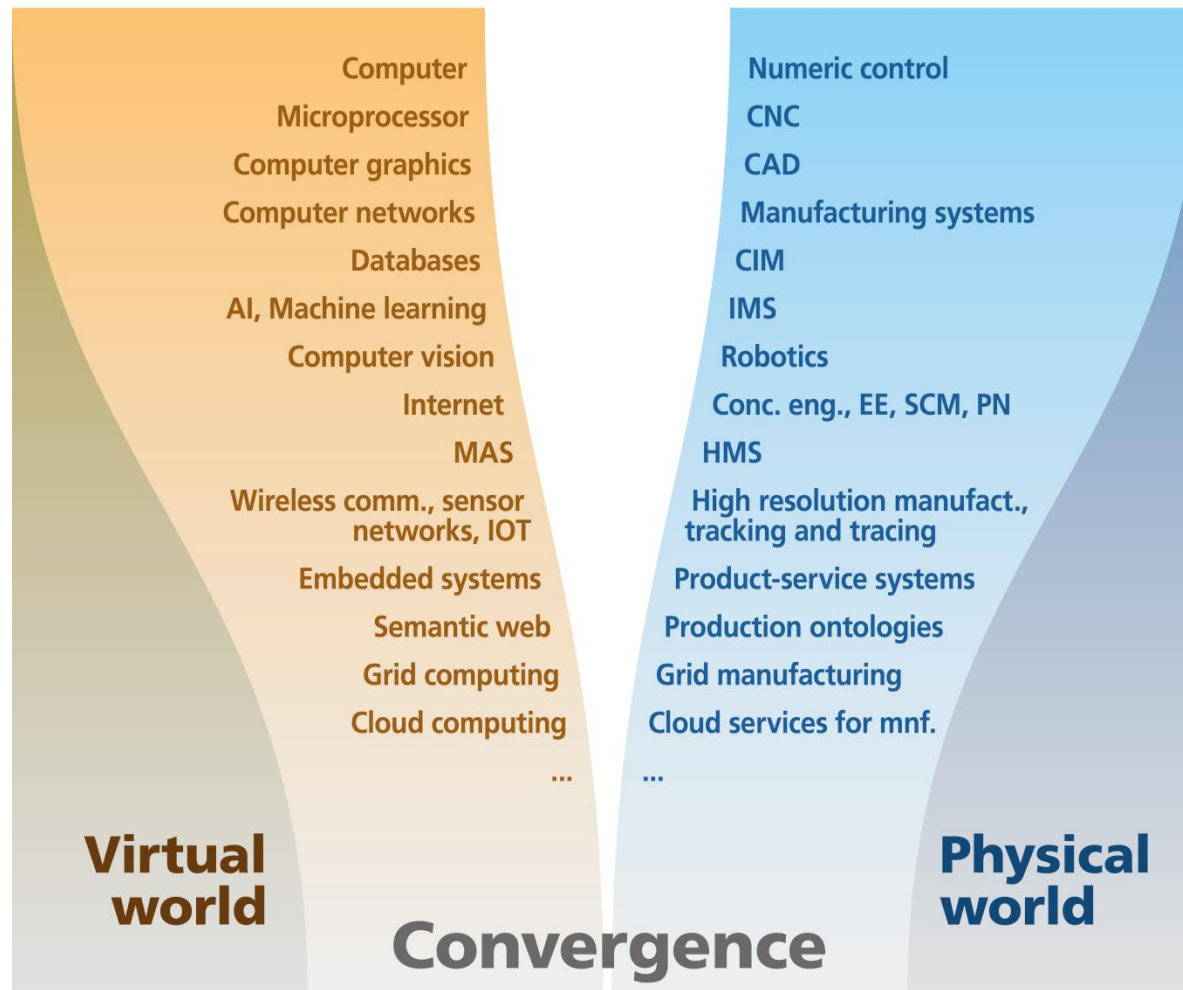 Computer
Numeric control
Microprocessor
CNC
Computer graphics
CAD
Computer networks
Manufacturing systems
Databases
CIM
AI, Machine learning
IMS
Computer vision
Robotics
Internet
Conc. eng., EE, SCM, PN
MAS
HMS
Wireless comm., sensor
networks, IOT
High resolution manufact.,
tracking and tracing
Embedded systems
Product-service systems
Semantic web
Production ontologies
Grid computing
Grid manufacturing
Cloud computing
Cloud services for mnf.
...
...
Virtual
world
Physical
world
Convergence